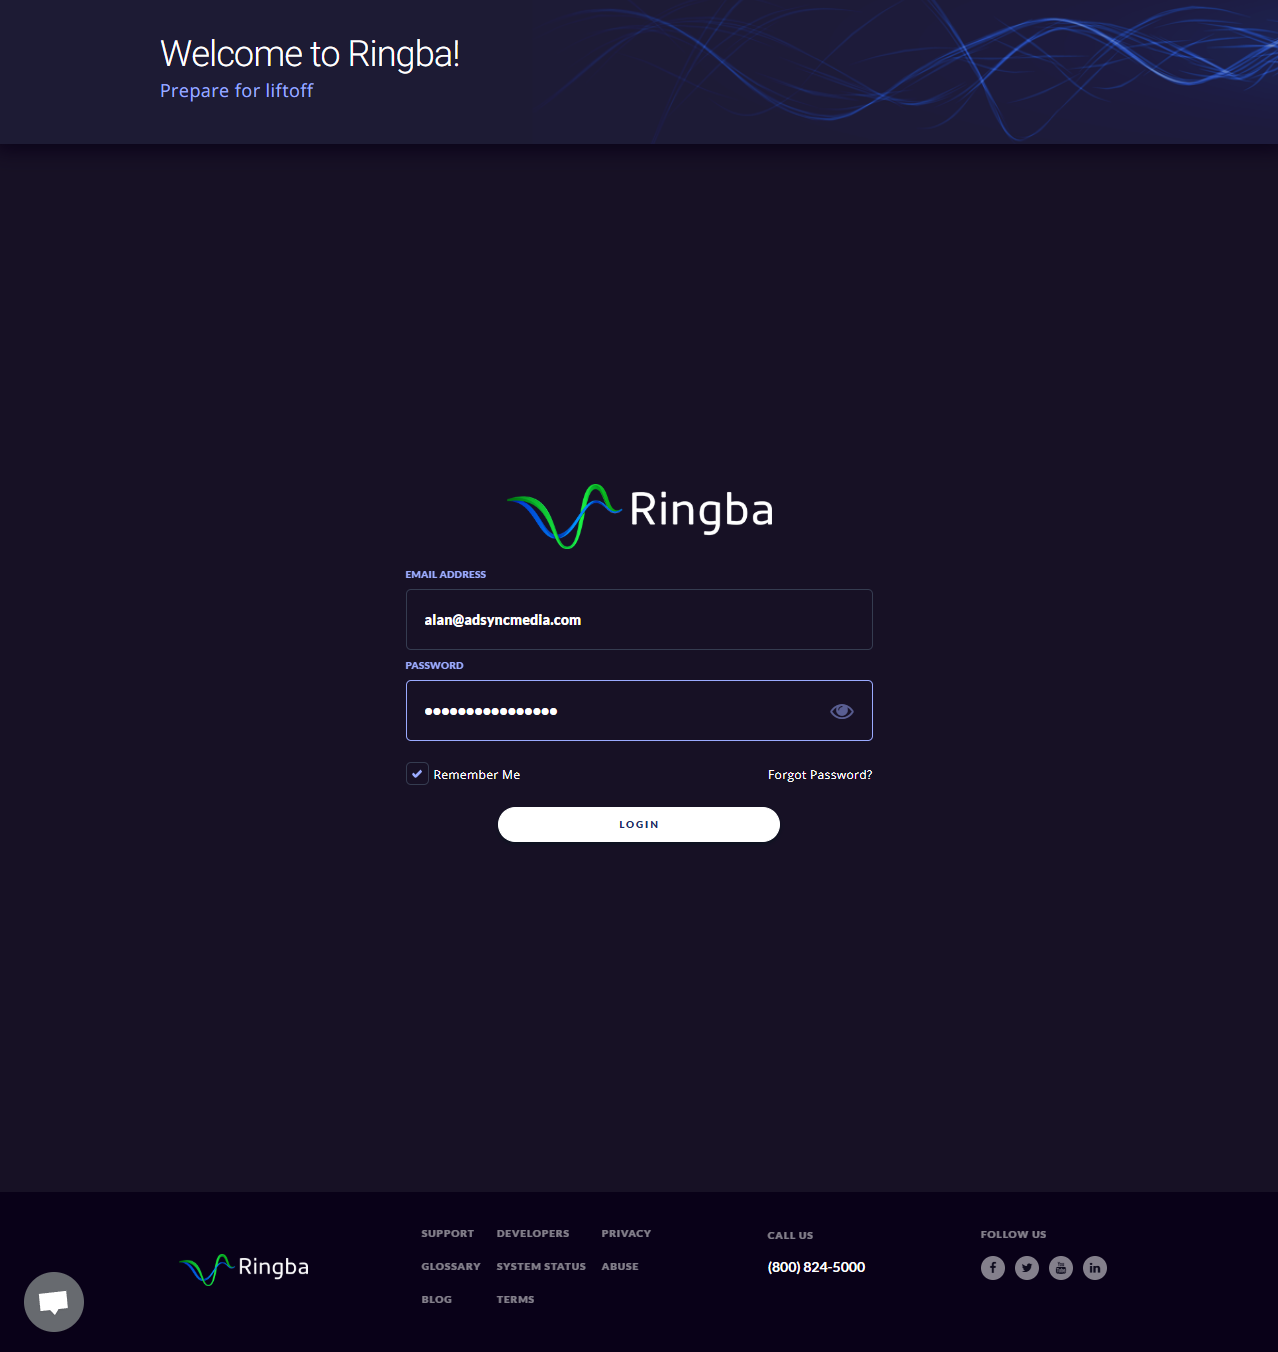 Welcome to Ringba!
Prepare for liftoff
Ringba
EMAIL ADDRESS
alan@adsyncmedia.com
PASSWORD
Remember Me
Forgot Password?
LOGIN
Ringba
SUPPORT
DEVELOPERS
PRIVACY
GLOSSARY
SYSTEM STATUS
ABUSE
BLOG
TERMS
CALL US
(800) 824-5000
FOLLOW US